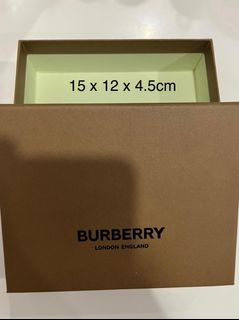 15 x 12 x 4.5cm
BURBERRY
LONDON ENGLAND